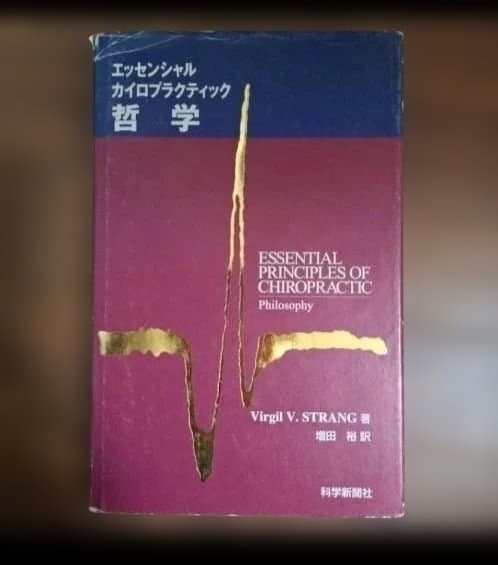 エッセンシャル
カイロプラクティック
哲 学
ESSENTIAL
PRINCIPLES OF
CHIROPRACTIC
Philosophy
Virgil V. STRANG 著
増田 裕 訳
科学新聞社